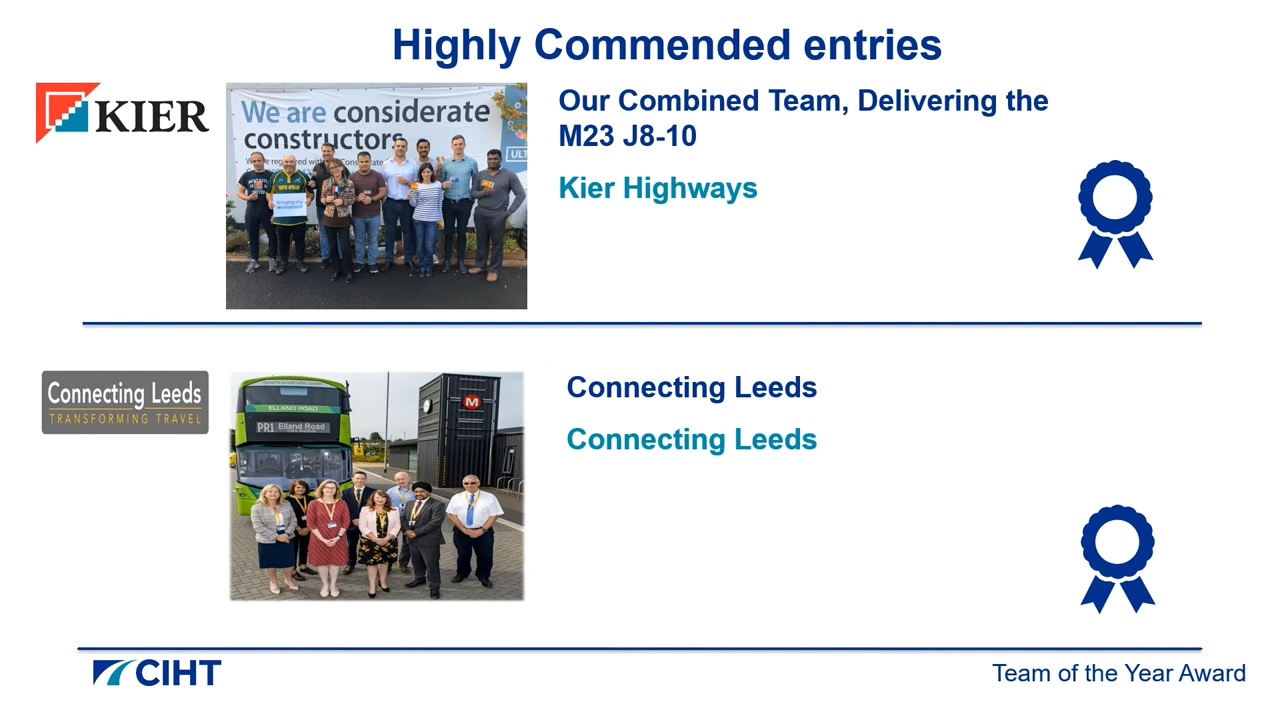 Highly Commended entries
KIER
We are considerate
constructors
Our Combined Team, Delivering the
M23 J8-10
Kier Highways
Connecting Leeds
TRANSFORMING TRAVEL
ELLAND ROAD
PR1 Elland Road
M
Connecting Leeds
Connecting Leeds
CIHT
Team of the Year Award